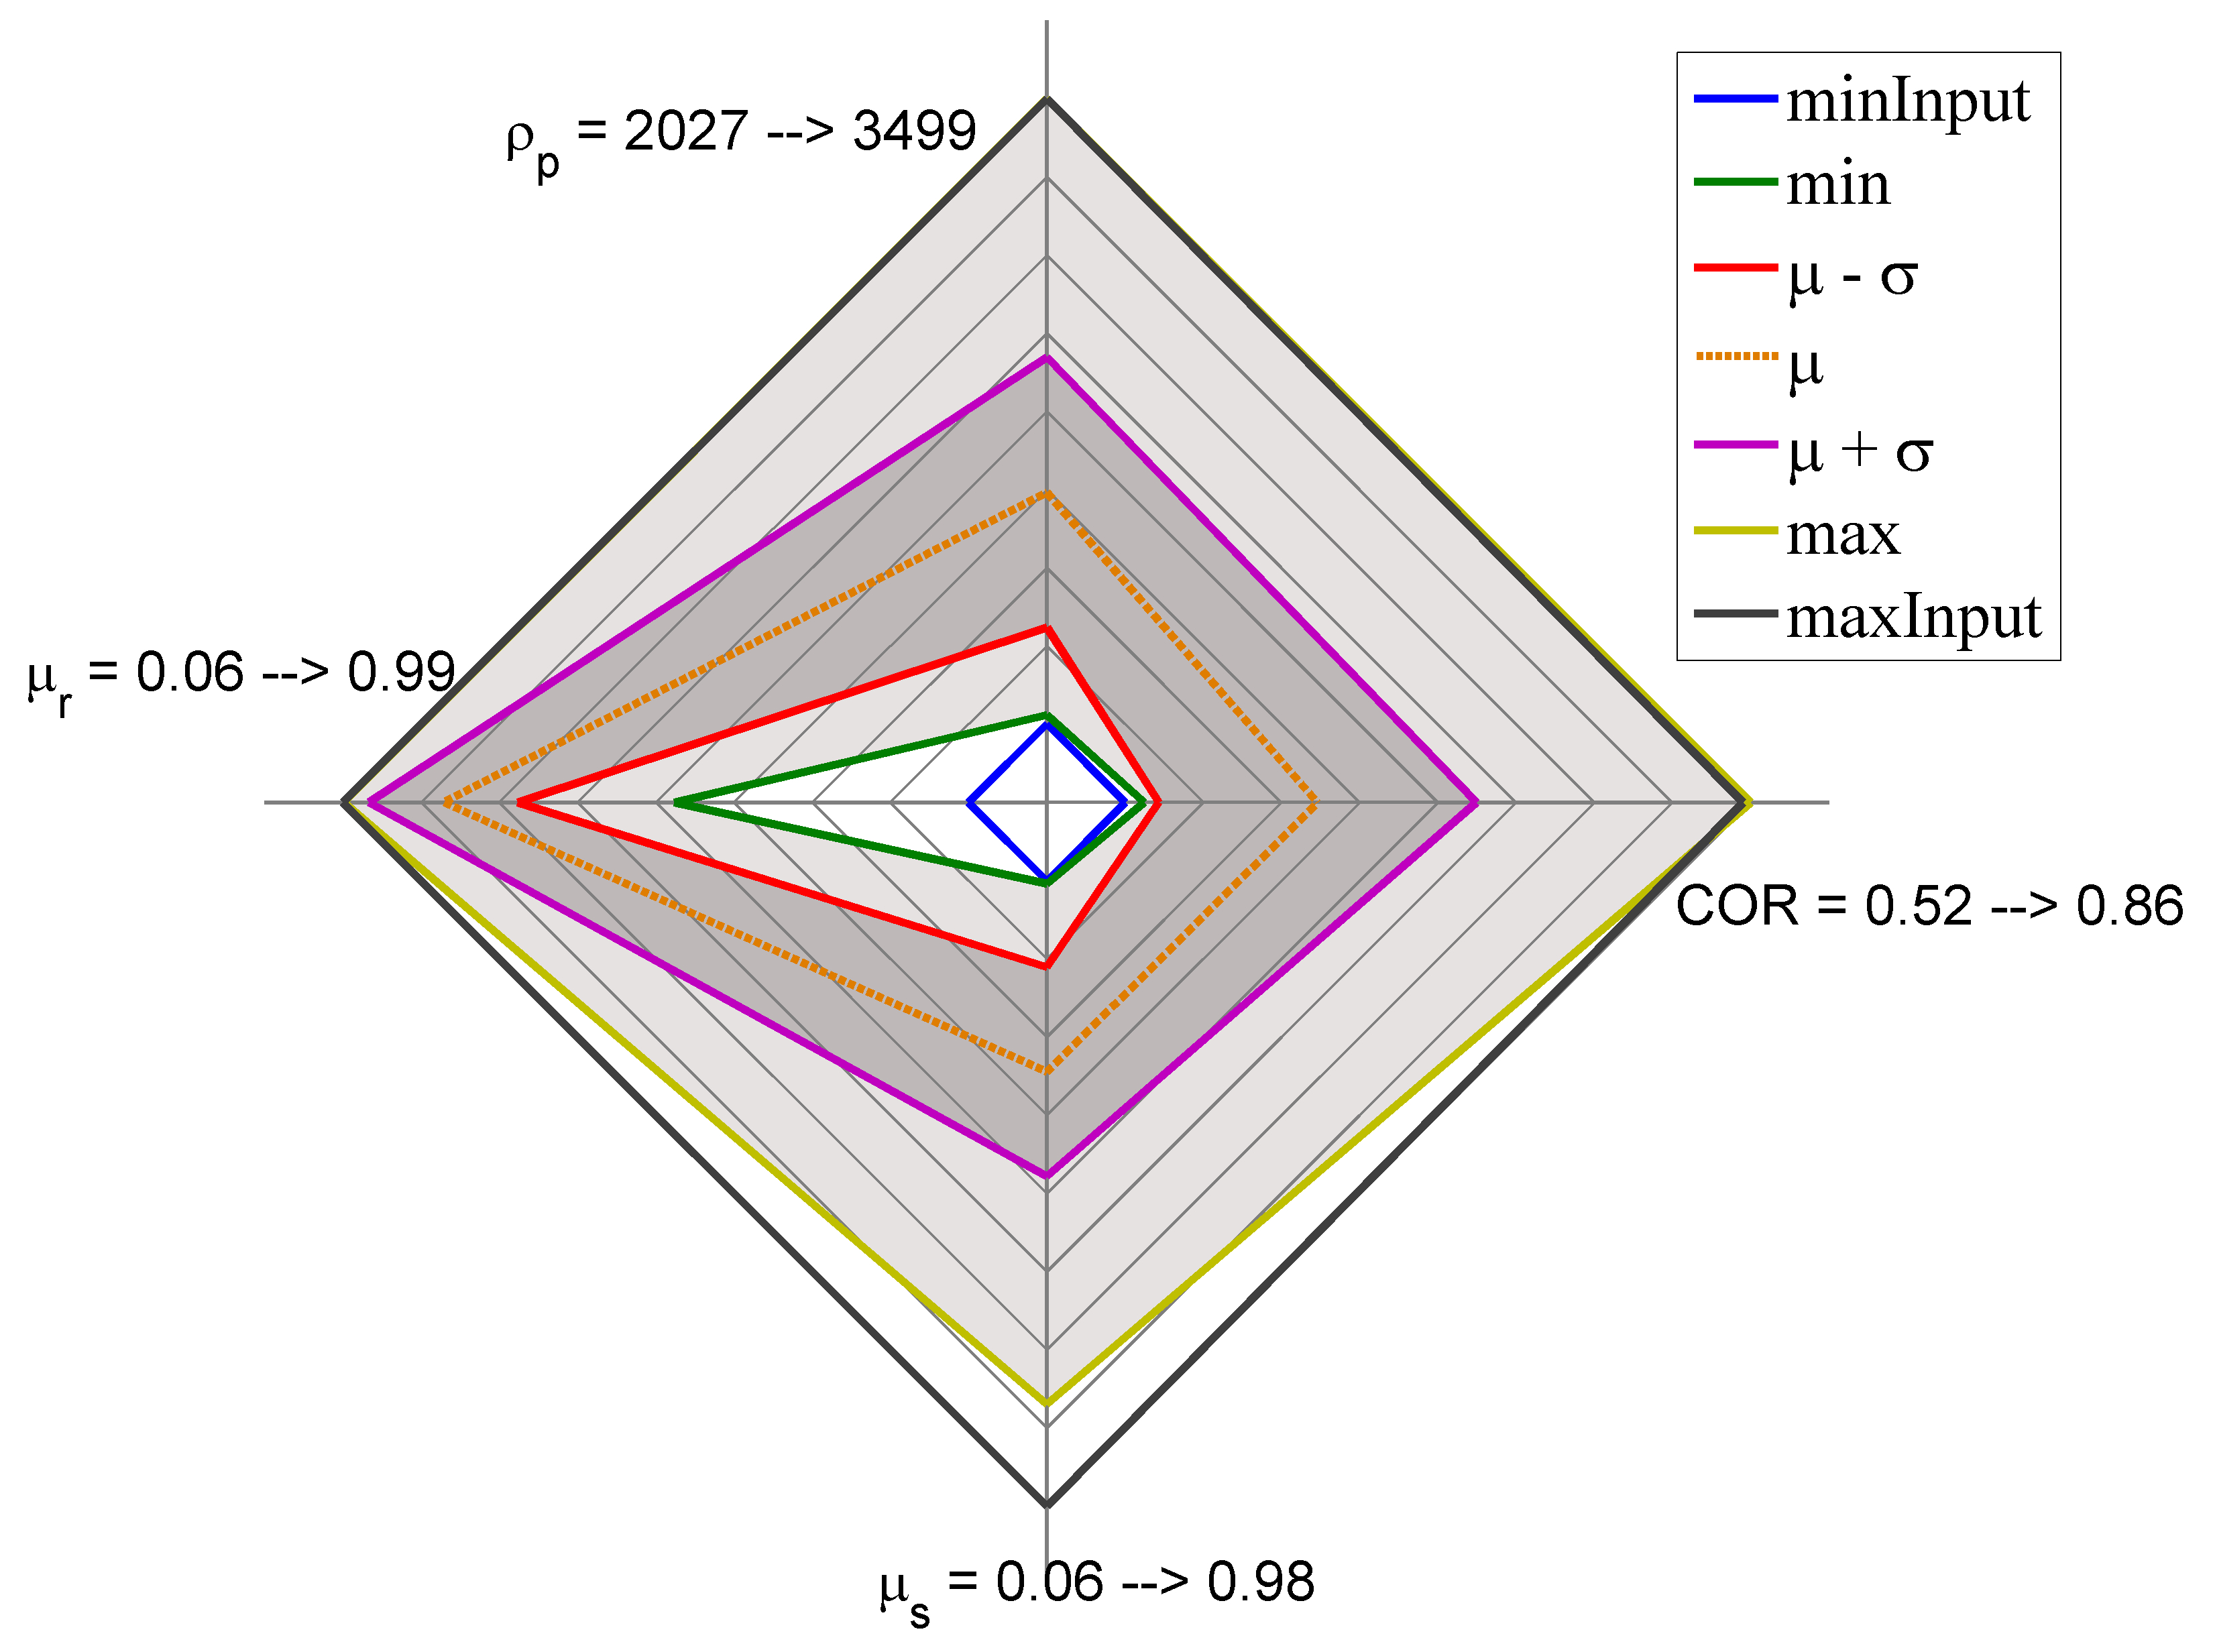 minInput
min
μ - σ
μ
μ + σ
max
maxInput
ρp = 2027 --> 3499
μr = 0.06 --> 0.99
COR = 0.52 --> 0.86
μs = 0.06 --> 0.98